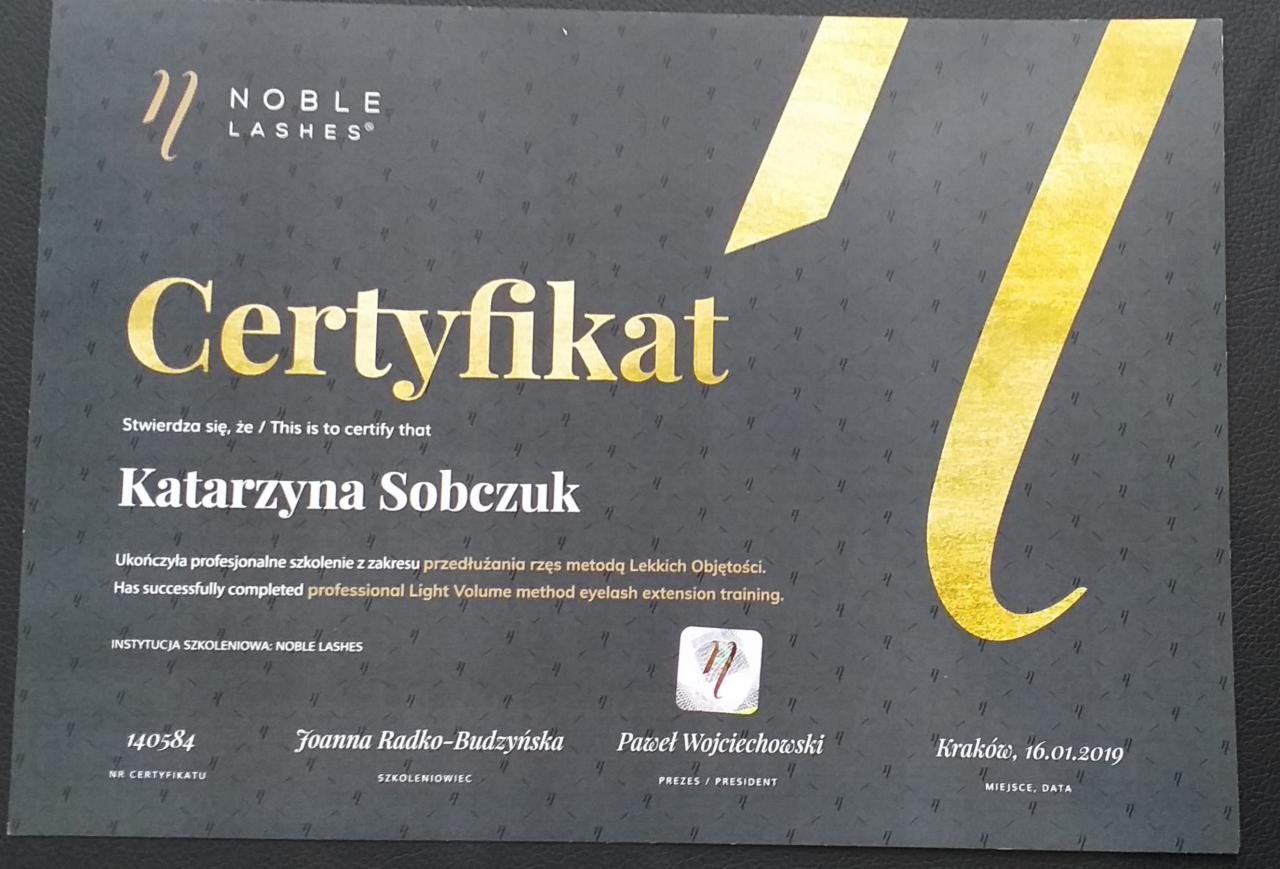 NOBLE
LASHES®
Certyfikat
Stwierdza się, że / This is to certify that
Katarzyna Sobczuk
Ukończyła profesjonalne szkolenie z zakresu przedłużania rzęs metodą Lekkich Objętości.
Has successfully completed professional Light Volume method eyelash extension training.
INSTYTUCJA SZKOLENIOWA: NOBLE LASHES
140584
NR CERTYFIKATU
Joanna Radko-Budzyńska
SZKOLENIOWIEC
Paweł Wojciechowski
PREZES / PRESIDENT
Kraków, 16.01.2019
MIEJSCE, DATA